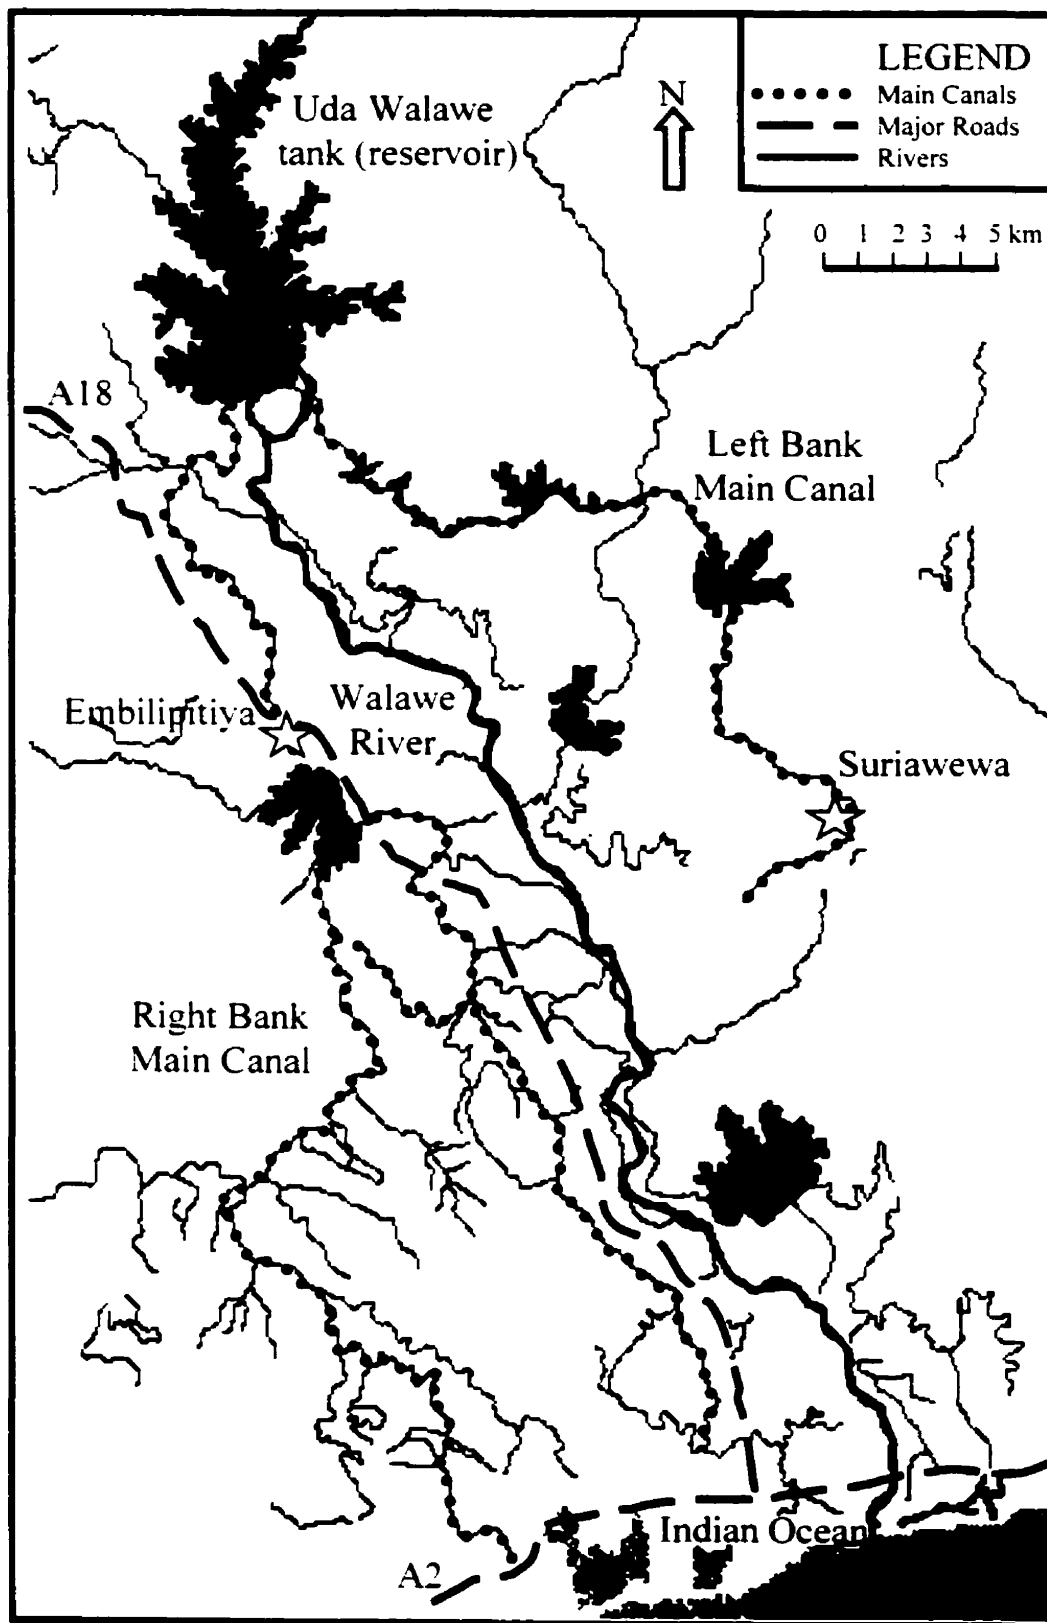 LEGEND
Main Canals
Major Roads
Rivers
N
0 1 2 3 4 5 km
Uda Walawe
tank (reservoir)
A18
Left Bank
Main Canal
Embilipitiya
Walawe
River
Suriawewa
Right Bank
Main Canal
Indian Ocean
A2